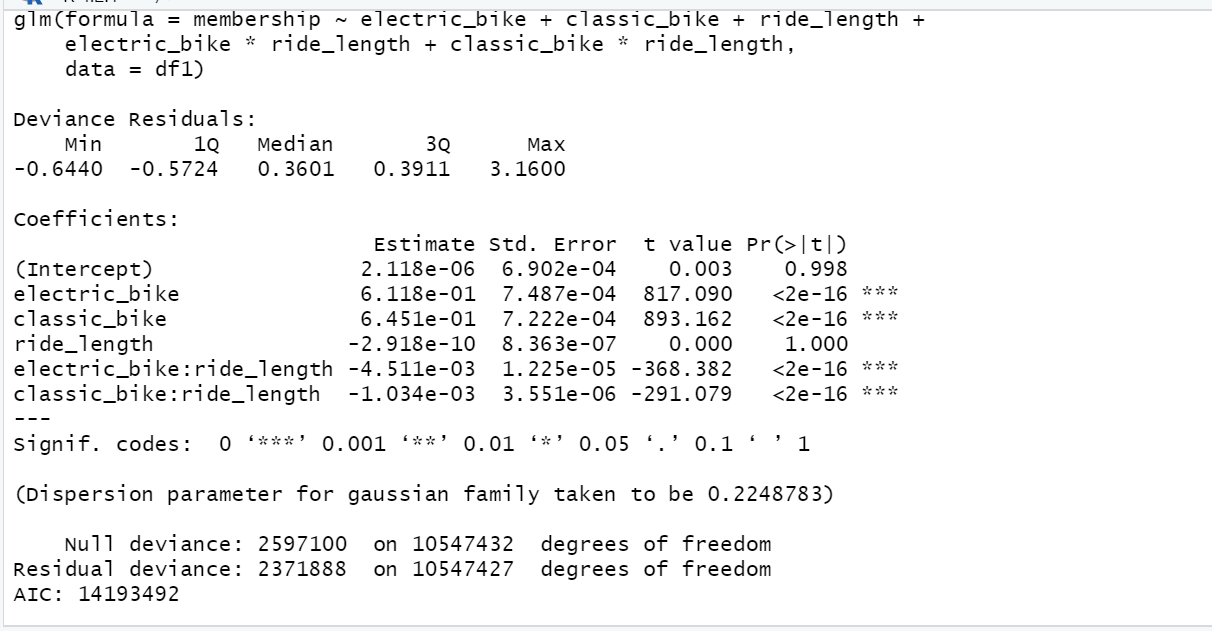 glm(formula = membership ~ electric_bike + classic_bike + ride_length +
    electric_bike * ride_length + classic_bike * ride_length,
    data = df1)

Deviance Residuals:
    Min       1Q   Median       3Q      Max
-0.6440  -0.5724   0.3601   0.3911   3.1600

Coefficients:
                            Estimate Std. Error  t value Pr(>|t|)
(Intercept)                2.118e-06  6.902e-04    0.003    0.998
electric_bike              6.118e-01  7.487e-04  817.090   <2e-16 ***
classic_bike               6.451e-01  7.222e-04  893.162   <2e-16 ***
ride_length               -2.918e-10  8.363e-07    0.000    1.000
electric_bike:ride_length -4.511e-03  1.225e-05 -368.382   <2e-16 ***
classic_bike:ride_length  -1.034e-03  3.551e-06 -291.079   <2e-16 ***
---
Signif. codes:  0 ‘***’ 0.001 ‘**’ 0.01 ‘*’ 0.05 ‘.’ 0.1 ‘ ’ 1

(Dispersion parameter for gaussian family taken to be 0.2248783)

    Null deviance: 2597100  on 10547432  degrees of freedom
Residual deviance: 2371888  on 10547427  degrees of freedom
AIC: 14193492